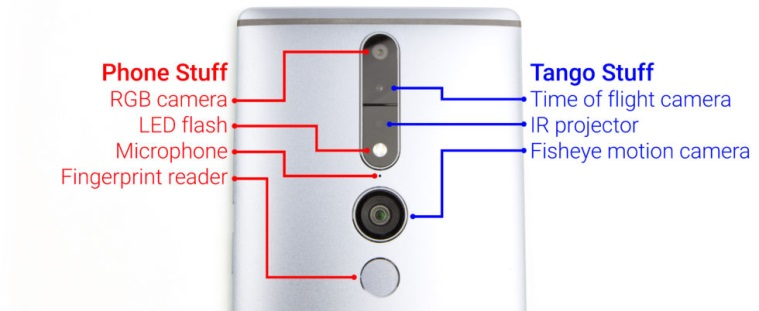 Phone Stuff
RGB camera
LED flash
Microphone
Fingerprint reader
Tango Stuff
Time of flight camera
IR projector
Fisheye motion camera